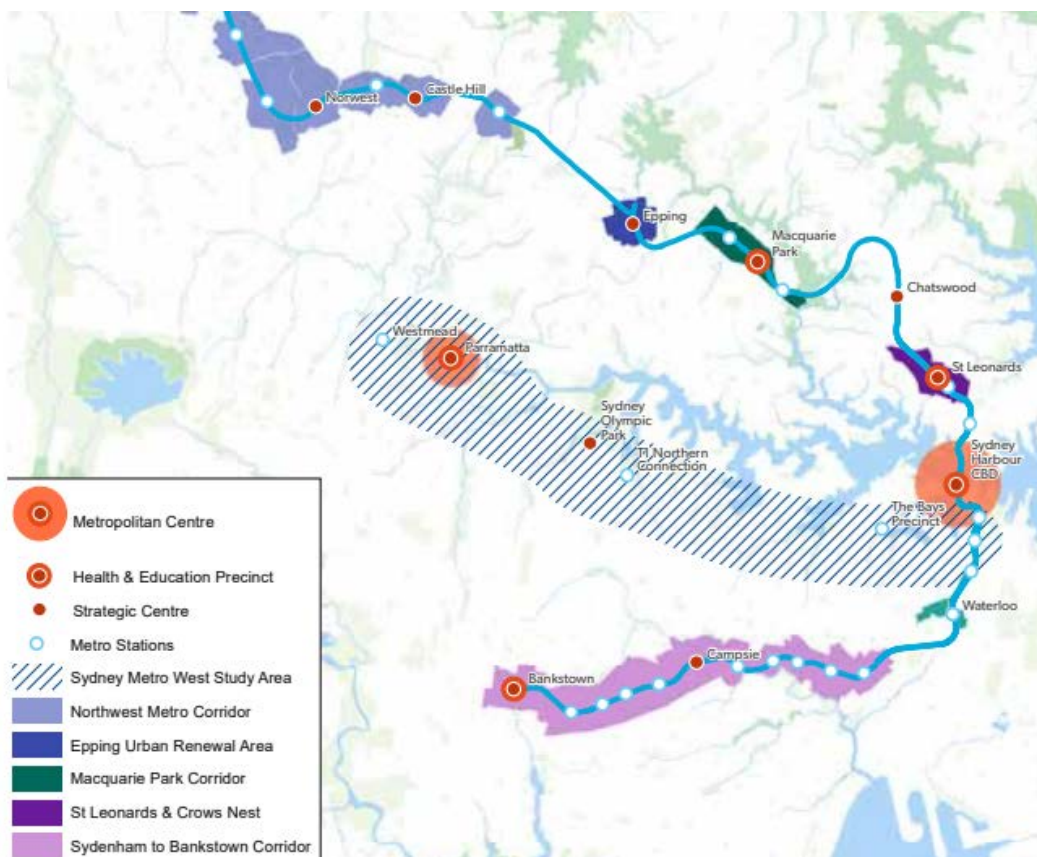 Norwest
Castle Hill
Epping
Macquarie
Park
Chatswood
Westmead
Parramatta
St Leonards
Sydney
Olympic
Park
T1 Northern
Connection
Sydney
Harbour
CBD
The Bays
Precinct
Waterloo
Campsie
Bankstown
Metropolitan Centre
Health & Education Precinct
Strategic Centre
Metro Stations
Sydney Metro West Study Area
Northwest Metro Corridor
Epping Urban Renewal Area
Macquarie Park Corridor
St Leonards & Crows Nest
Sydenham to Bankstown Corridor